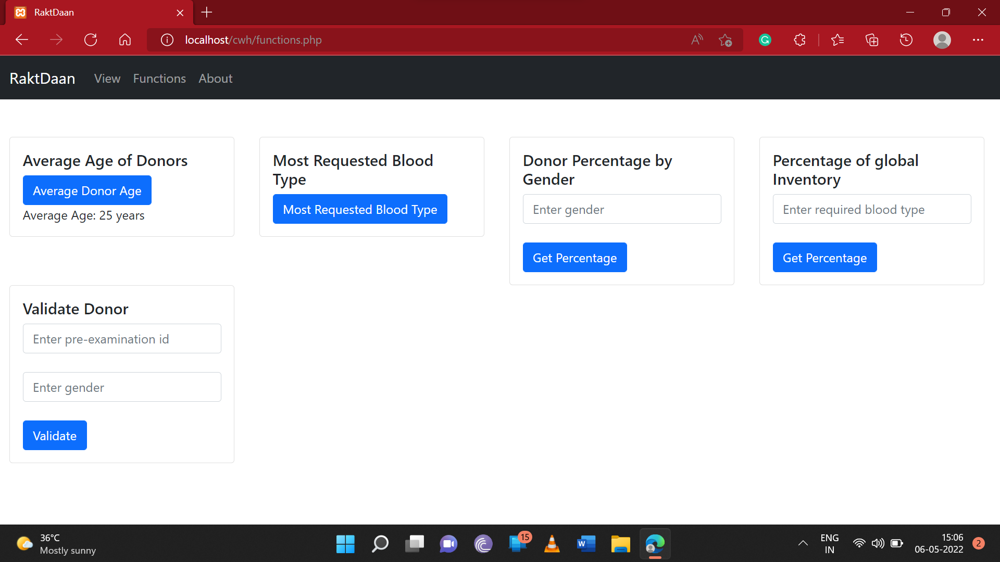 RaktDaan
localhost/cwh/functions.php
RaktDaan View Functions About
Average Age of Donors
Average Donor Age
Average Age: 25 years
Most Requested Blood
Type
Most Requested Blood Type
Donor Percentage by
Gender
Enter gender
Get Percentage
Percentage of global
Inventory
Enter required blood type
Get Percentage
Validate Donor
Enter pre-examination id
Enter gender
Validate
36°C
Mostly sunny
15
W
ENG
IN
15:06
06-05-2022
2